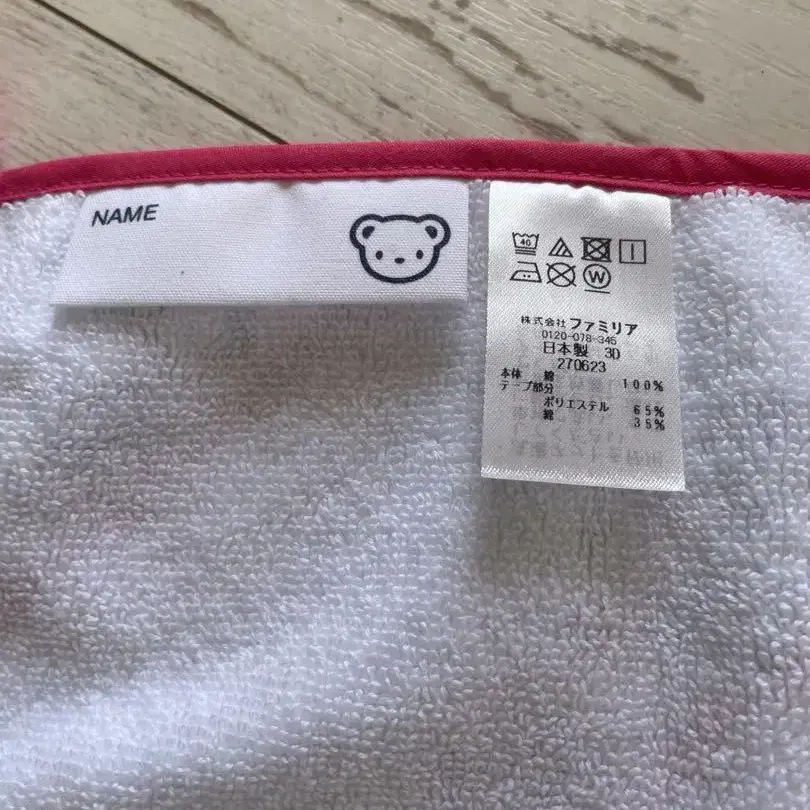 NAME
40
W
株式会社 ファミリア
0120-078-345
日本製 3D
270623
本体 綿 100%
テープ部分
ポリエステル 65%
綿 35%